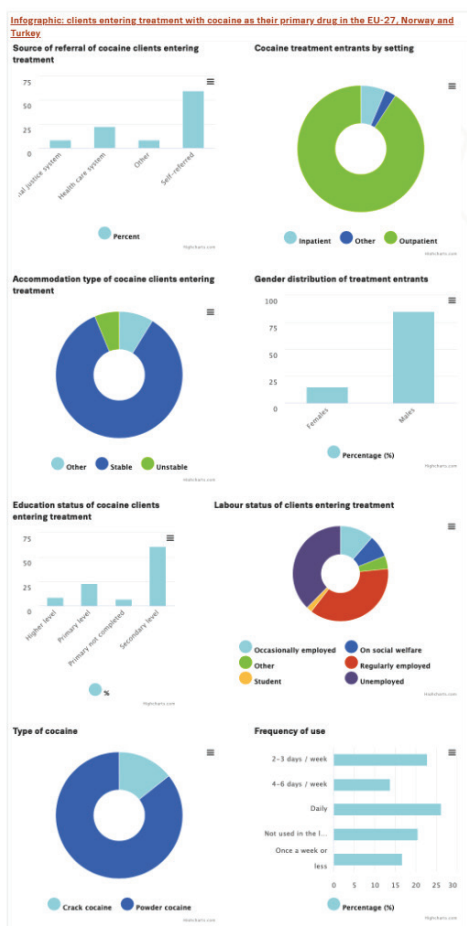 Infographic: clients entering treatment with cocaine as their primary drug in the EU-27, Norway and
Turkey
Source of referral of cocaine clients entering
treatment
75
50
25
0
al justice system
Health care system
Other
Self-referred
Percent
Highcharts.com
Cocaine treatment entrants by setting
Inpatient Other Outpatient
Highcharts.com
Accommodation type of cocaine clients entering
treatment
Other Stable Unstable
Highcharts.com
Gender distribution of treatment entrants
100
75
50
25
0
Females
Males
Percentage (%)
Highcharts.com
Education status of cocaine clients
entering treatment
75
50
25
0
Higher level
Primary level
Primary not completed
Secondary level
%
Highcharts.com
Labour status of clients entering treatment
Occasionally employed On social welfare
Other Regularly employed
Student Unemployed
Highcharts.com
Type of cocaine
Crack cocaine Powder cocaine
Highcharts.com
Frequency of use
2-3 days / week
4-6 days / week
Daily
Not used in the l...
Once a week or
less
0 5 10 15 20 25 30
Percentage (%)
Highcharts.com